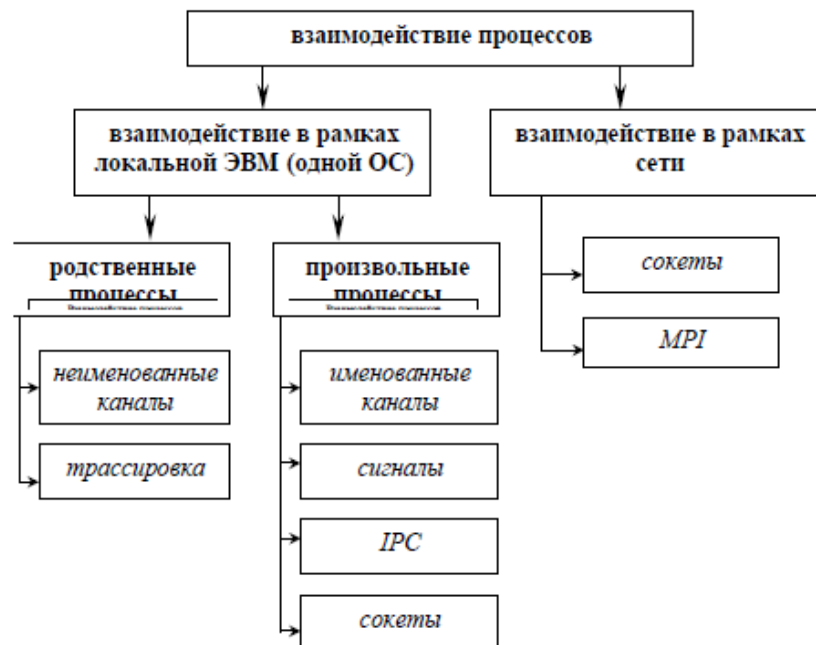 взаимодействие процессов
взаимодействие в рамках
локальной ЭВМ (одной ОС)
взаимодействие в рамках
сети
родственные
процессы
произвольные
процессы
сокеты
MPI
неименованные
каналы
трассировка
именованные
каналы
сигналы
IPC
сокеты